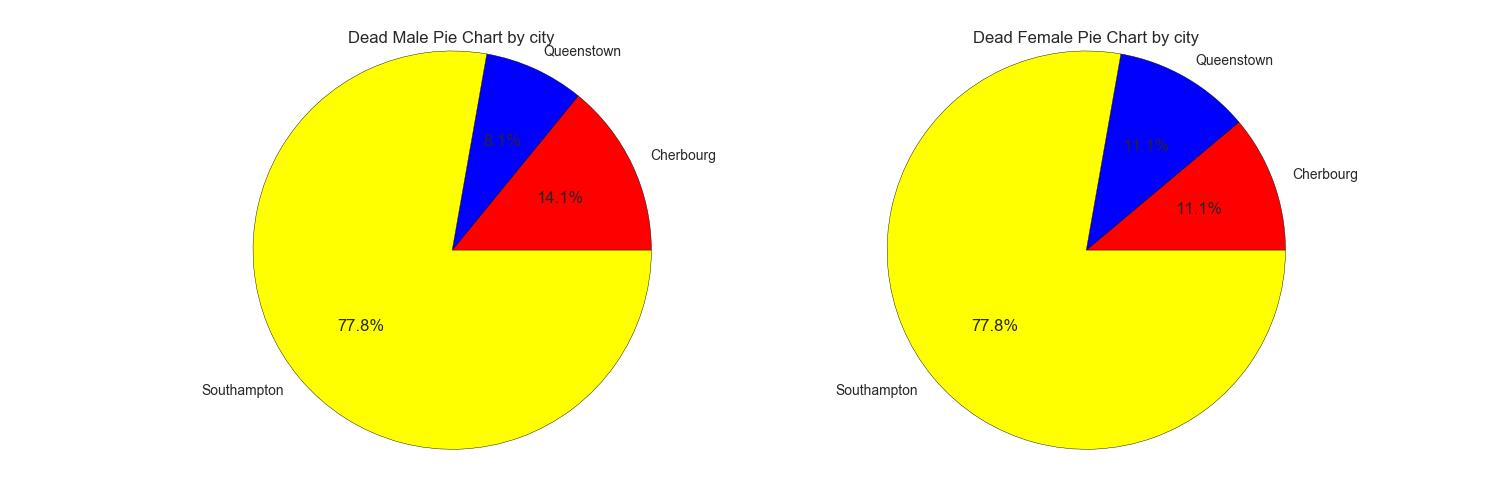 Dead Male Pie Chart by city
Queenstown
8.1%
Cherbourg
14.1%
77.8%
Southampton
Dead Female Pie Chart by city
Queenstown
11.1%
Cherbourg
11.1%
77.8%
Southampton